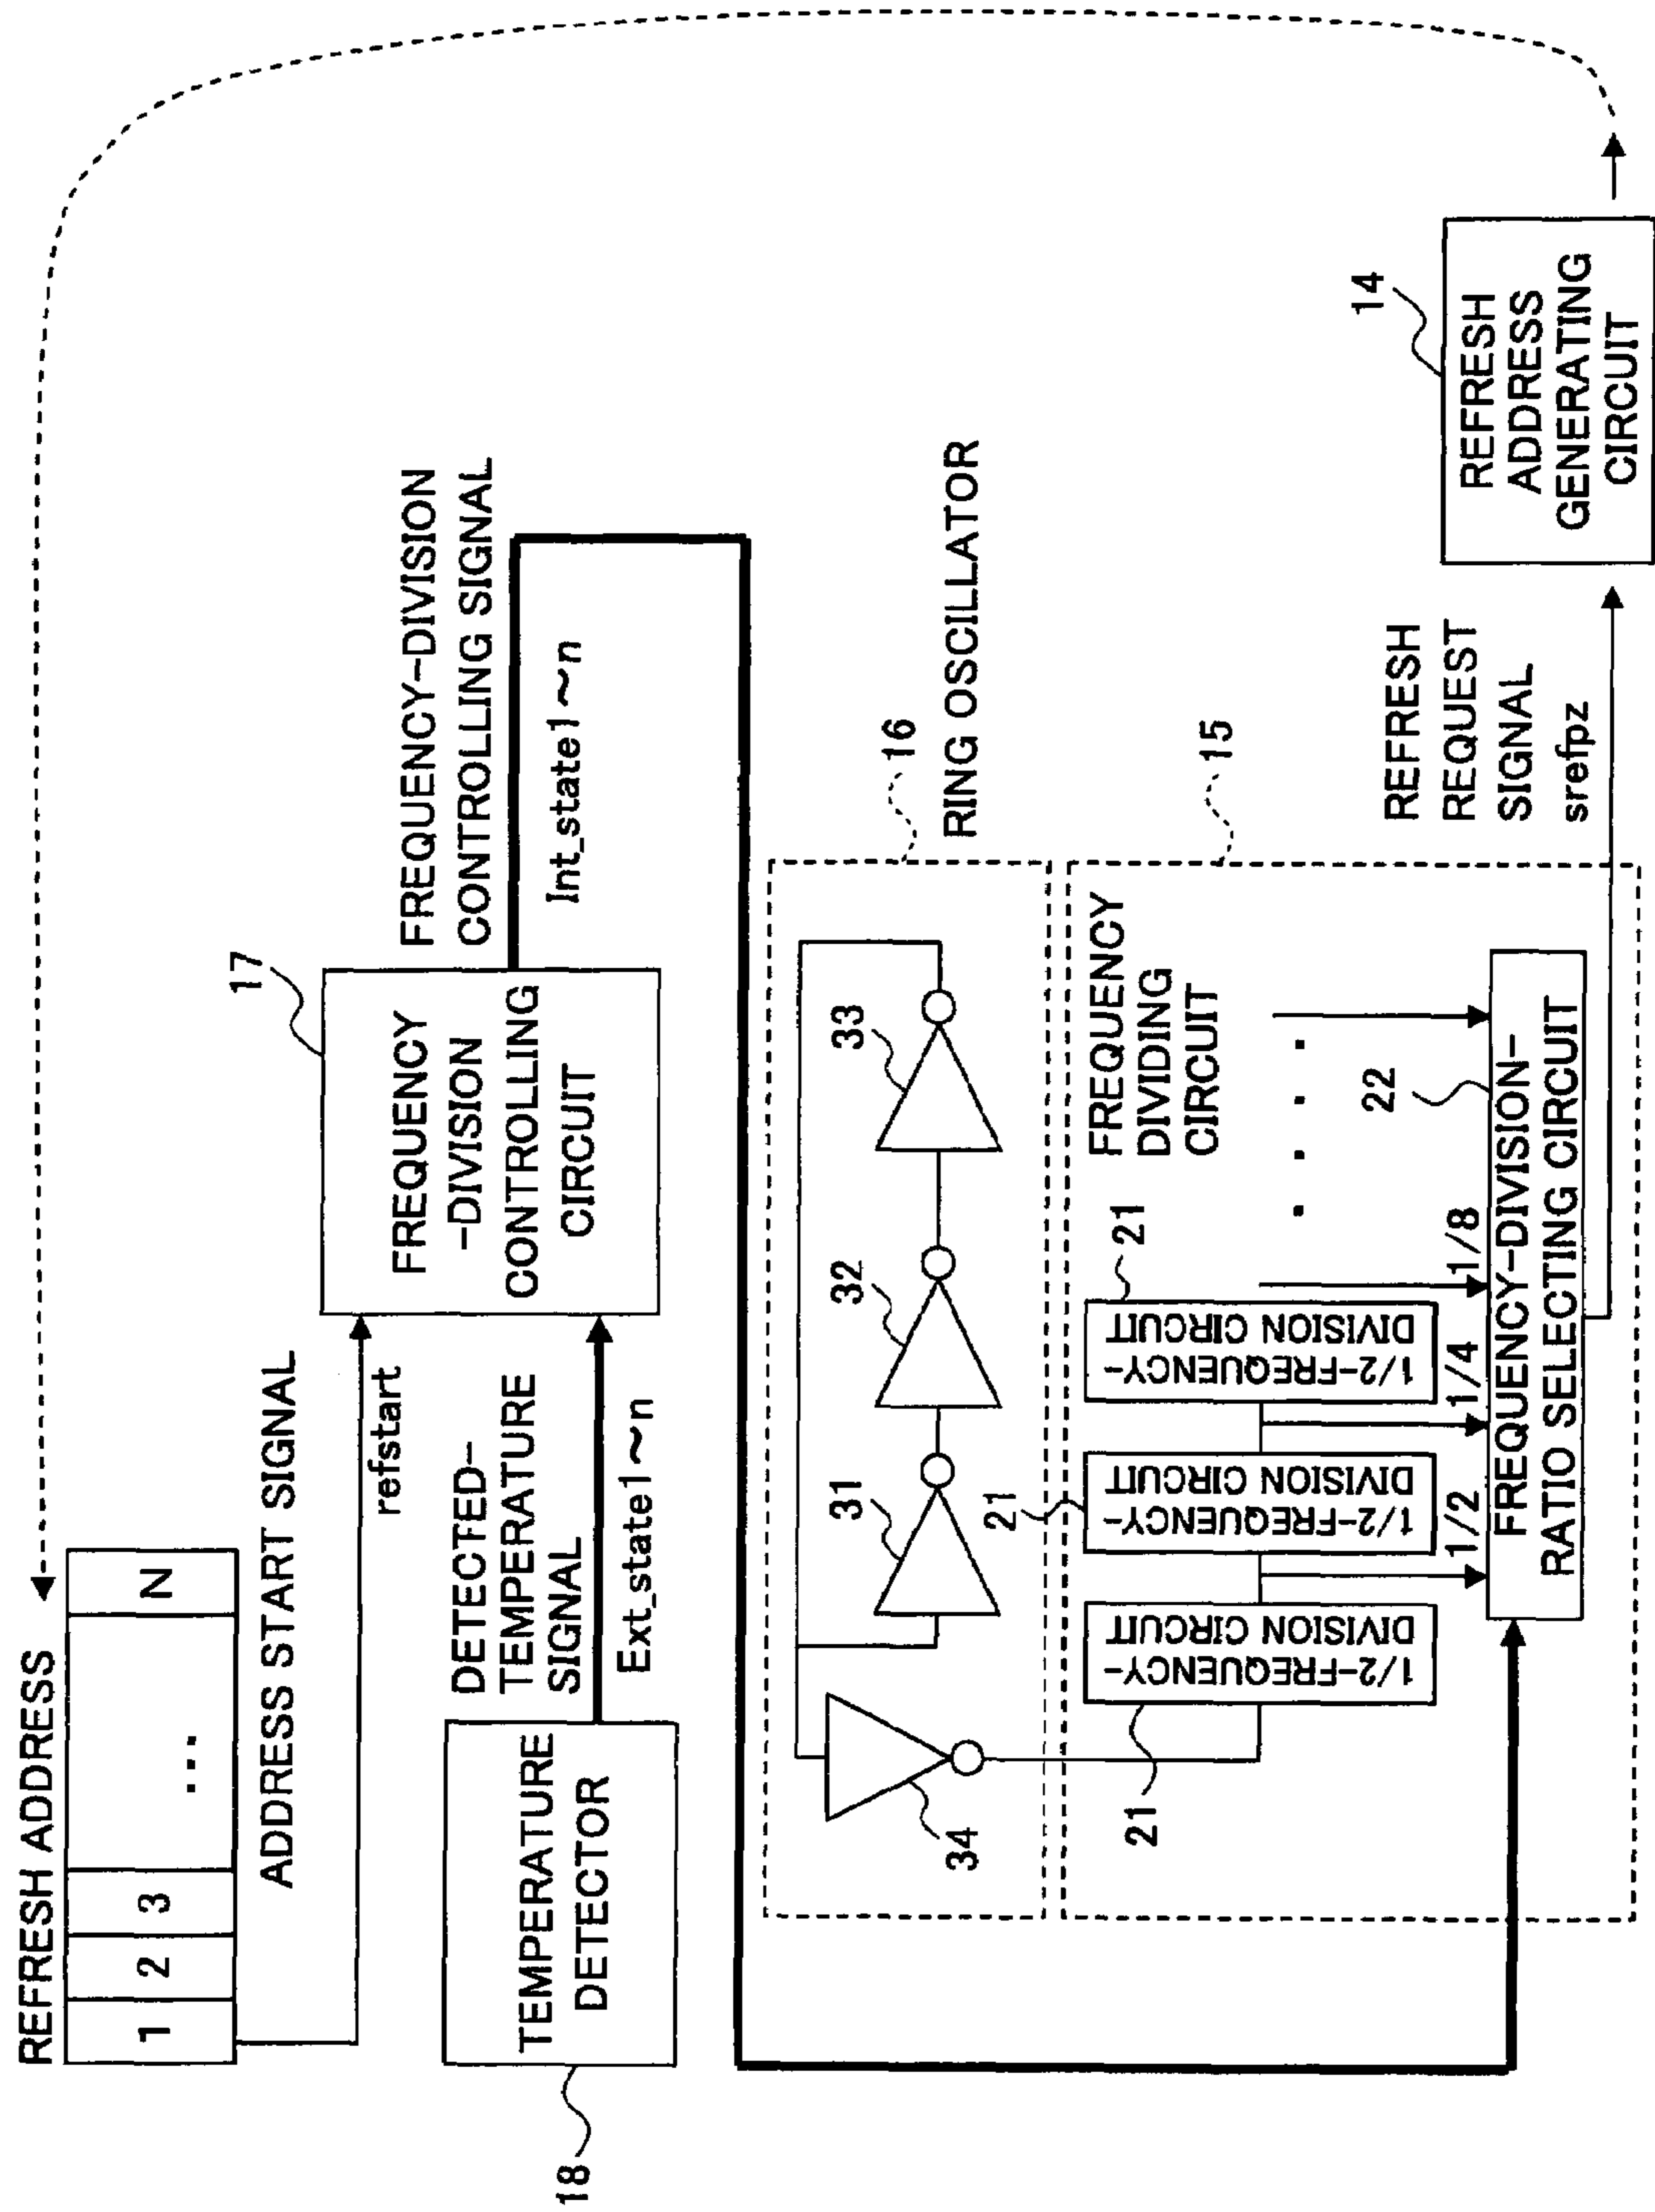 REFRESH ADDRESS
1 2 3 ... N
ADDRESS START SIGNAL
refstart
17
FREQUENCY
-DIVISION
CONTROLLING
CIRCUIT
FREQUENCY-DIVISION
CONTROLLING SIGNAL
Int_state1~n
18
TEMPERATURE
DETECTOR
DETECTED-
TEMPERATURE
SIGNAL
Ext_state1~n
16
RING OSCILLATOR
34
31
32
33
15
FREQUENCY
DIVIDING
CIRCUIT
21
1/2-FREQUENCY-
DIVISION CIRCUIT
21
1/2-FREQUENCY-
DIVISION CIRCUIT
21
1/2-FREQUENCY-
DIVISION CIRCUIT
. . . .
1/2
1/4
1/8
22
FREQUENCY-DIVISION-
RATIO SELECTING CIRCUIT
REFRESH
REQUEST
SIGNAL
srefpz
14
REFRESH
ADDRESS
GENERATING
CIRCUIT